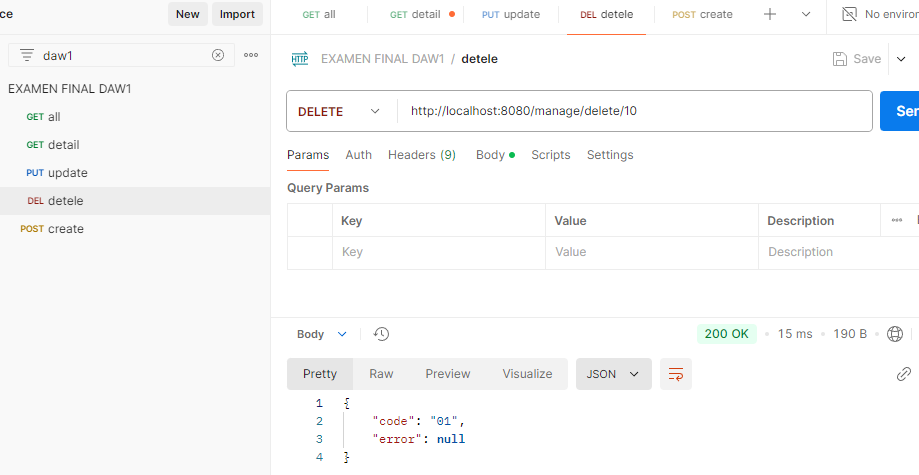 ce
New Import
GET all GET detail PUT update DEL detele POST create No environ
daw1
EXAMEN FINAL DAW1
GET all
GET detail
PUT update
DEL detele
POST create
HTTP EXAMEN FINAL DAW1 / detele Save
DELETE http://localhost:8080/manage/delete/10 Sen
Params Auth Headers (9) Body Scripts Settings
Query Params
Key Value Description
Key Value Description
Body 200 OK 15 ms 190 B
Pretty Raw Preview Visualize JSON
1 {
2 "code": "01",
3 "error": null
4 }